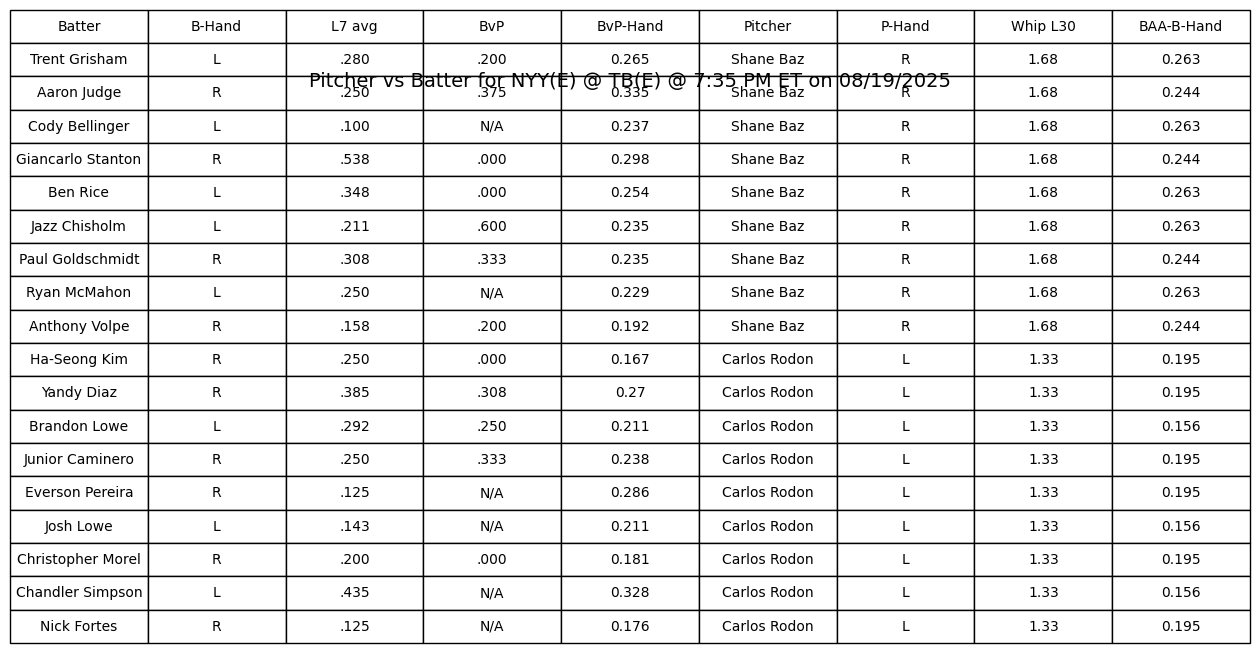 Batter B-Hand L7 avg BvP BvP-Hand Pitcher P-Hand Whip L30 BAA-B-Hand
Trent Grisham L .280 .200 0.265 Shane Baz R 1.68 0.263
Pitcher vs Batter for NYY(E) @ TB(E) @ 7:35 PM ET on 08/19/2025
Aaron Judge R .250 .375 0.335 Shane Baz R 1.68 0.244
Cody Bellinger L .100 N/A 0.237 Shane Baz R 1.68 0.263
Giancarlo Stanton R .538 .000 0.298 Shane Baz R 1.68 0.244
Ben Rice L .348 .000 0.254 Shane Baz R 1.68 0.263
Jazz Chisholm L .211 .600 0.235 Shane Baz R 1.68 0.263
Paul Goldschmidt R .308 .333 0.235 Shane Baz R 1.68 0.244
Ryan McMahon L .250 N/A 0.229 Shane Baz R 1.68 0.263
Anthony Volpe R .158 .200 0.192 Shane Baz R 1.68 0.244
Ha-Seong Kim R .250 .000 0.167 Carlos Rodon L 1.33 0.195
Yandy Diaz R .385 .308 0.27 Carlos Rodon L 1.33 0.195
Brandon Lowe L .292 .250 0.211 Carlos Rodon L 1.33 0.156
Junior Caminero R .250 .333 0.238 Carlos Rodon L 1.33 0.195
Everson Pereira R .125 N/A 0.286 Carlos Rodon L 1.33 0.195
Josh Lowe L .143 N/A 0.211 Carlos Rodon L 1.33 0.156
Christopher Morel R .200 .000 0.181 Carlos Rodon L 1.33 0.195
Chandler Simpson L .435 N/A 0.328 Carlos Rodon L 1.33 0.156
Nick Fortes R .125 N/A 0.176 Carlos Rodon L 1.33 0.195